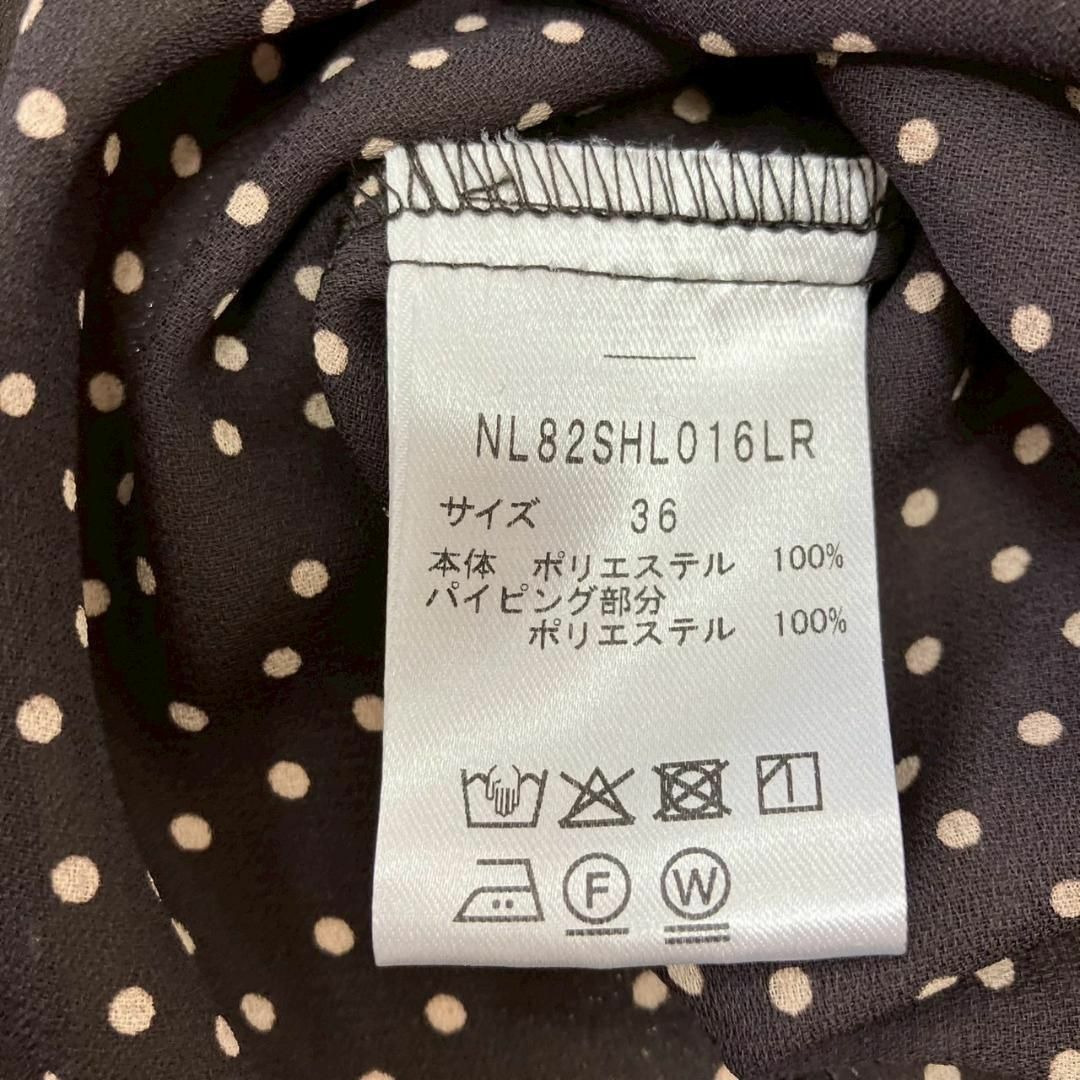 NL82SHL016LR
サイズ 36
本体 ポリエステル 100%
パイピング部分
ポリエステル 100%
F W